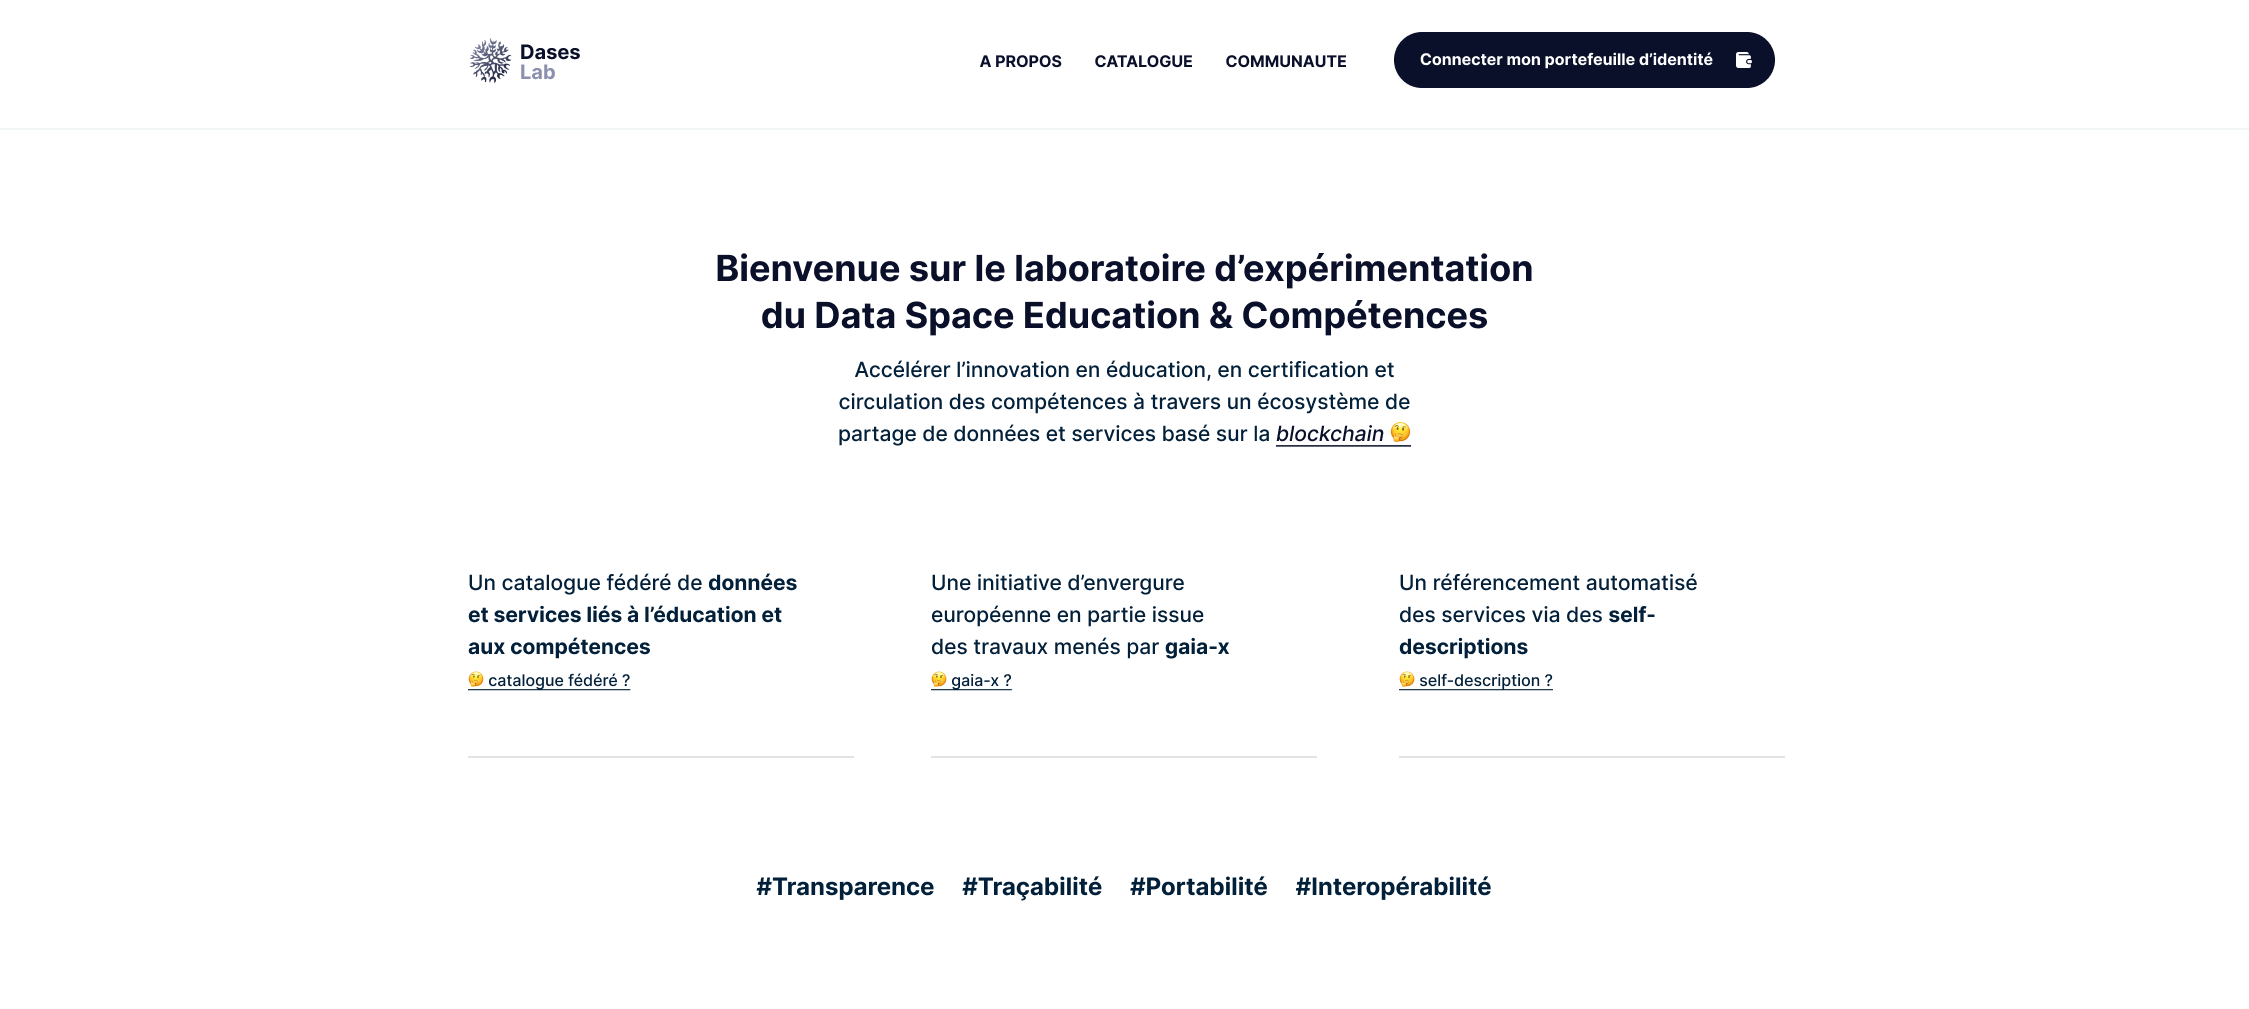 Dases
Lab
A PROPOS
CATALOGUE
COMMUNAUTE
Connecter mon portefeuille d’identité
Bienvenue sur le laboratoire d’expérimentation
du Data Space Education & Compétences
Accélérer l’innovation en éducation, en certification et
circulation des compétences à travers un écosystème de
partage de données et services basé sur la blockchain 🤔
Un catalogue fédéré de données
et services liés à l’éducation et
aux compétences
🤔 catalogue fédéré ?
Une initiative d’envergure
européenne en partie issue
des travaux menés par gaia-x
🤔 gaia-x ?
Un référencement automatisé
des services via des self-
descriptions
🤔 self-description ?
#Transparence #Traçabilité #Portabilité #Interopérabilité